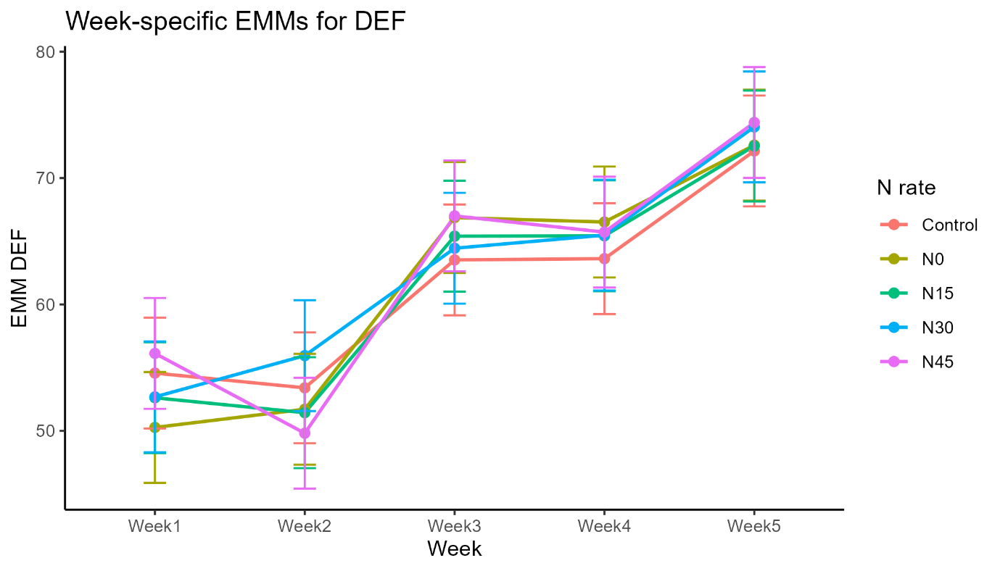 Week-specific EMMs for DEF
80
70
60
50
EMM DEF
Week1 Week2 Week3 Week4 Week5
Week
N rate
Control
N0
N15
N30
N45